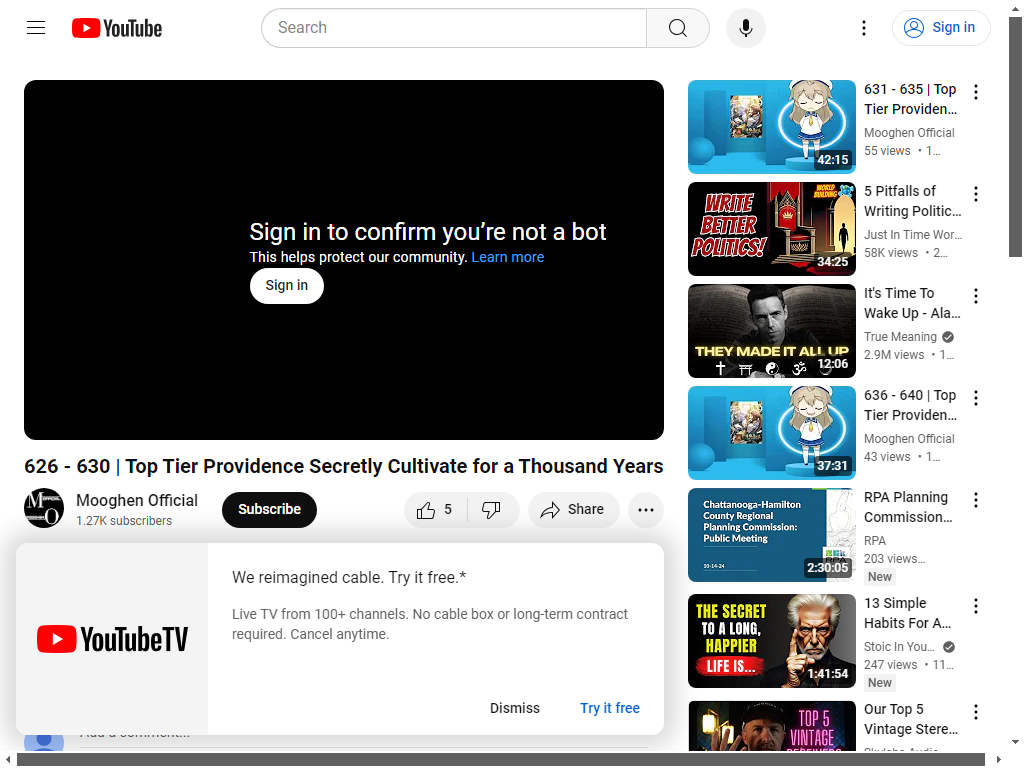 YouTube
Search
Sign in
Sign in to confirm you're not a bot
This helps protect our community. Learn more
Sign in
626 - 630 | Top Tier Providence Secretly Cultivate for a Thousand Years
Mooghen Official
1.27K subscribers
Subscribe
5
Share
We reimagined cable. Try it free.*
Live TV from 100+ channels. No cable box or long-term contract
required. Cancel anytime.
YouTubeTV
Dismiss
Try it free
Add a comment...
42:15
631 - 635 | Top
Tier Providen...
Mooghen Official
55 views • 1...
WRITE
BETTER
POLITICS!
WORLD
BUILDING
34:25
5 Pitfalls of
Writing Politic...
Just In Time Wor...
58K views • 2...
THEY MADE IT ALL UP
12:06
It's Time To
Wake Up - Ala...
True Meaning
2.9M views • 1...
37:31
636 - 640 | Top
Tier Providen...
Mooghen Official
43 views • 1...
Chattanooga-Hamilton
County Regional
Planning Commission:
Public Meeting
10-14-24
RPA
2:30:05
RPA Planning
Commission...
RPA
203 views...
New
THE SECRET
TO A LONG,
HAPPIER
LIFE IS...
1:41:54
13 Simple
Habits For A...
Stoic In You...
247 views • 11...
New
TOP 5
VINTAGE
RECEIVERS
Our Top 5
Vintage Stere...
Skylabs Audio